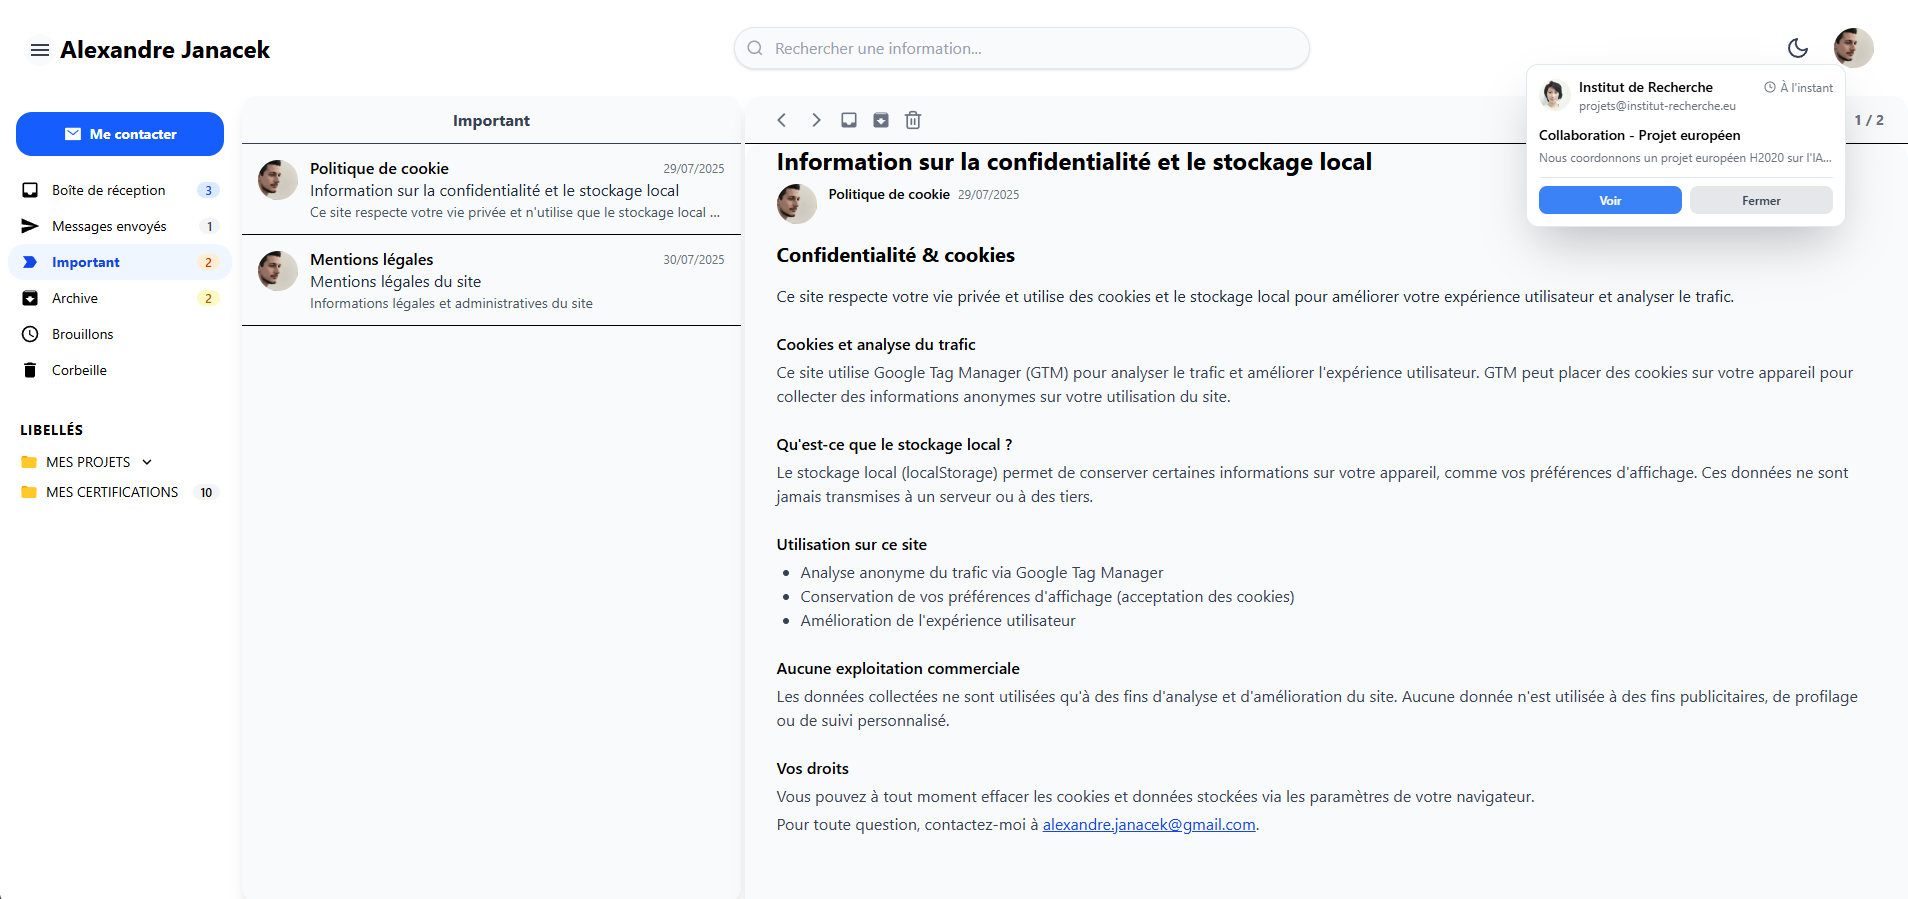 Alexandre Janacek
Rechercher une information...
Me contacter
Boîte de réception 3
Messages envoyés 1
Important 2
Archive 2
Brouillons
Corbeille
LIBELLÉS
MES PROJETS
MES CERTIFICATIONS 10
Important
Politique de cookie 29/07/2025
Information sur la confidentialité et le stockage local
Ce site respecte votre vie privée et n'utilise que le stockage local ...
Mentions légales 30/07/2025
Mentions légales du site
Informations légales et administratives du site
1 / 2
Information sur la confidentialité et le stockage local
Politique de cookie 29/07/2025
Confidentialité & cookies
Ce site respecte votre vie privée et utilise des cookies et le stockage local pour améliorer votre expérience utilisateur et analyser le trafic.
Cookies et analyse du trafic
Ce site utilise Google Tag Manager (GTM) pour analyser le trafic et améliorer l'expérience utilisateur. GTM peut placer des cookies sur votre appareil pour
collecter des informations anonymes sur votre utilisation du site.
Qu'est-ce que le stockage local ?
Le stockage local (localStorage) permet de conserver certaines informations sur votre appareil, comme vos préférences d'affichage. Ces données ne sont
jamais transmises à un serveur ou à des tiers.
Utilisation sur ce site
• Analyse anonyme du trafic via Google Tag Manager
• Conservation de vos préférences d'affichage (acceptation des cookies)
• Amélioration de l'expérience utilisateur
Aucune exploitation commerciale
Les données collectées ne sont utilisées qu'à des fins d'analyse et d'amélioration du site. Aucune donnée n'est utilisée à des fins publicitaires, de profilage
ou de suivi personnalisé.
Vos droits
Vous pouvez à tout moment effacer les cookies et données stockées via les paramètres de votre navigateur.
Pour toute question, contactez-moi à alexandre.janacek@gmail.com.
Institut de Recherche À l'instant
projets@institut-recherche.eu
Collaboration - Projet européen
Nous coordonnons un projet européen H2020 sur l'IA...
Voir Fermer